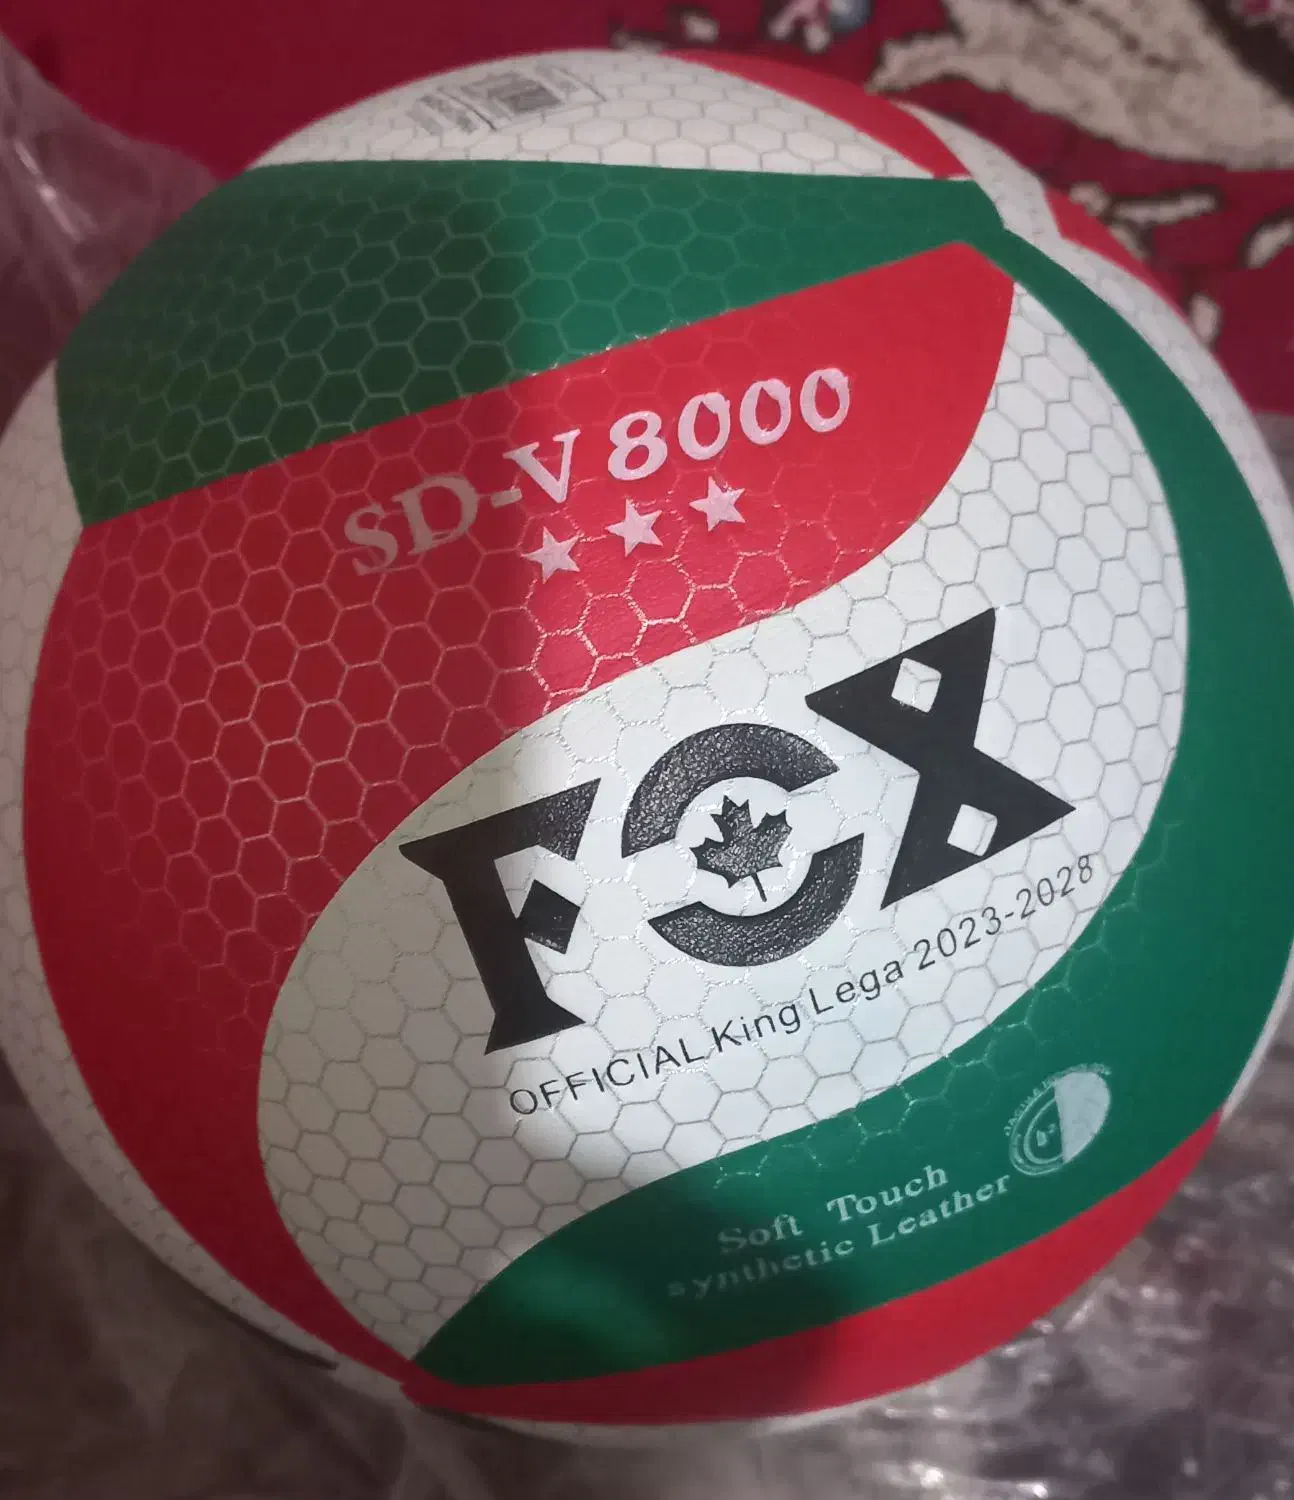 SD-V 8000
FOX
OFFICIAL King Lega 2023-2028
Soft Touch
synthetic Leather